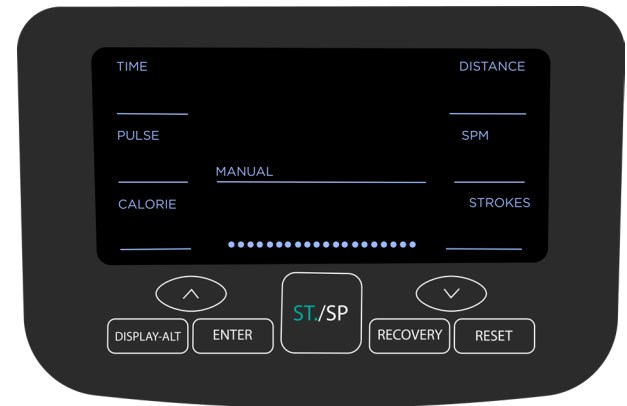 TIME DISTANCE
PULSE SPM
MANUAL
CALORIE STROKES
ST./SP
DISPLAY-ALT ENTER RECOVERY RESET